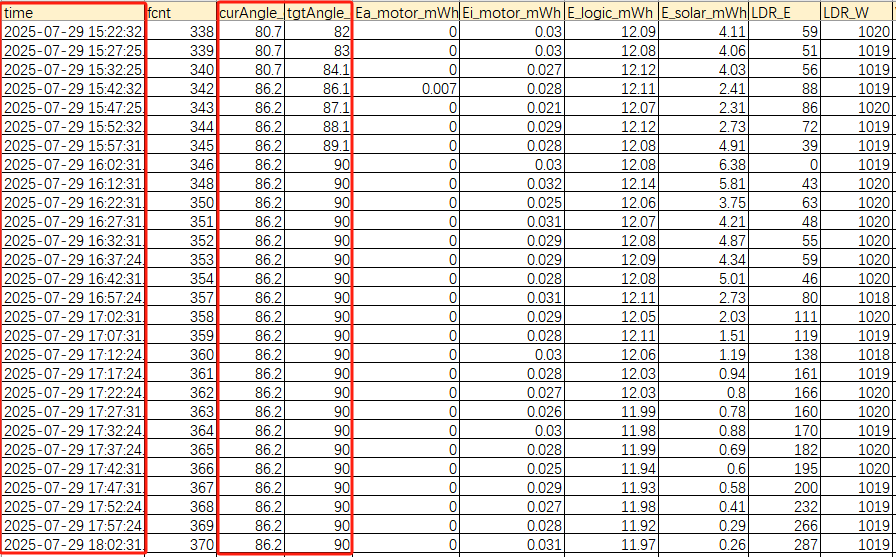 time fcnt curAngle_ tgtAngle_ Ea_motor_mWh Ei_motor_mWh E_logic_mWh E_solar_mWh LDR_E LDR_W
2025-07-29 15:22:32. 338 80.7 82 0 0.03 12.09 4.11 59 1020
2025-07-29 15:27:25. 339 80.7 83 0 0.03 12.08 4.06 51 1019
2025-07-29 15:32:25. 340 80.7 84.1 0 0.027 12.12 4.03 56 1019
2025-07-29 15:42:32. 342 86.2 86.1 0.007 0.028 12.11 2.41 88 1019
2025-07-29 15:47:25. 343 86.2 87.1 0 0.021 12.07 2.31 86 1020
2025-07-29 15:52:32. 344 86.2 88.1 0 0.029 12.12 2.73 72 1019
2025-07-29 15:57:31. 345 86.2 89.1 0 0.028 12.08 4.91 39 1019
2025-07-29 16:02:31. 346 86.2 90 0 0.03 12.08 6.38 0 1019
2025-07-29 16:12:31. 348 86.2 90 0 0.032 12.14 5.81 43 1020
2025-07-29 16:22:31. 350 86.2 90 0 0.025 12.06 3.75 63 1020
2025-07-29 16:27:31. 351 86.2 90 0 0.031 12.07 4.21 48 1020
2025-07-29 16:32:31. 352 86.2 90 0 0.029 12.08 4.87 55 1020
2025-07-29 16:37:24. 353 86.2 90 0 0.029 12.09 4.34 59 1020
2025-07-29 16:42:31. 354 86.2 90 0 0.028 12.08 5.01 46 1020
2025-07-29 16:57:24. 357 86.2 90 0 0.031 12.11 2.73 80 1018
2025-07-29 17:02:31. 358 86.2 90 0 0.029 12.05 2.03 111 1020
2025-07-29 17:07:31. 359 86.2 90 0 0.028 12.11 1.51 119 1019
2025-07-29 17:12:24. 360 86.2 90 0 0.03 12.06 1.19 138 1018
2025-07-29 17:17:24. 361 86.2 90 0 0.028 12.03 0.94 161 1019
2025-07-29 17:22:24. 362 86.2 90 0 0.027 12.03 0.8 166 1020
2025-07-29 17:27:31. 363 86.2 90 0 0.026 11.99 0.78 160 1020
2025-07-29 17:32:24. 364 86.2 90 0 0.03 11.98 0.88 170 1019
2025-07-29 17:37:24. 365 86.2 90 0 0.028 11.99 0.69 182 1020
2025-07-29 17:42:31. 366 86.2 90 0 0.025 11.94 0.6 195 1020
2025-07-29 17:47:31. 367 86.2 90 0 0.029 11.93 0.58 200 1019
2025-07-29 17:52:24. 368 86.2 90 0 0.027 11.98 0.41 232 1019
2025-07-29 17:57:24. 369 86.2 90 0 0.028 11.92 0.29 266 1019
2025-07-29 18:02:31. 370 86.2 90 0 0.031 11.97 0.26 287 1019